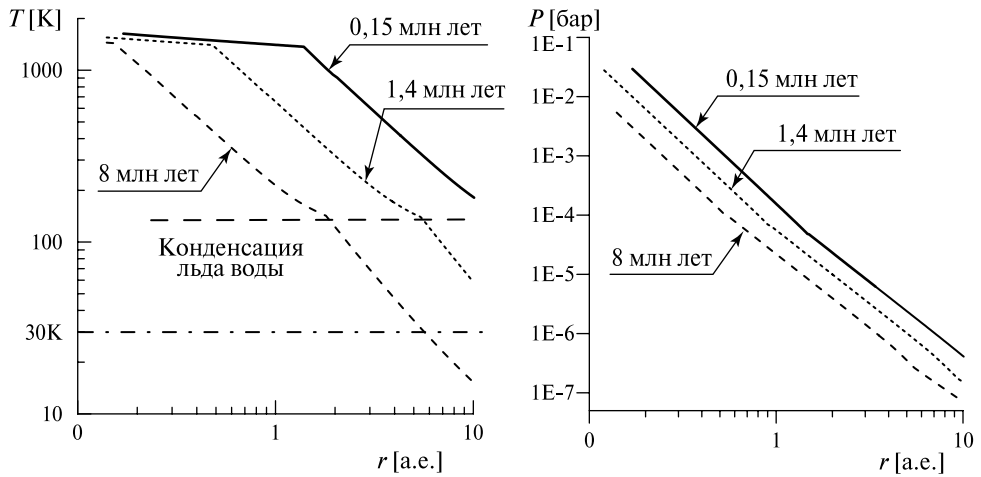 T [K]
0,15 млн лет
1000
1,4 млн лет
8 млн лет
100
Конденсация
льда воды
30K
10
0
1
10
r [а.е.]
P [бар]
1E-1
0,15 млн лет
1E-2
1,4 млн лет
1E-3
1E-4
8 млн лет
1E-5
1E-6
1E-7
0
1
10
r [а.е.]